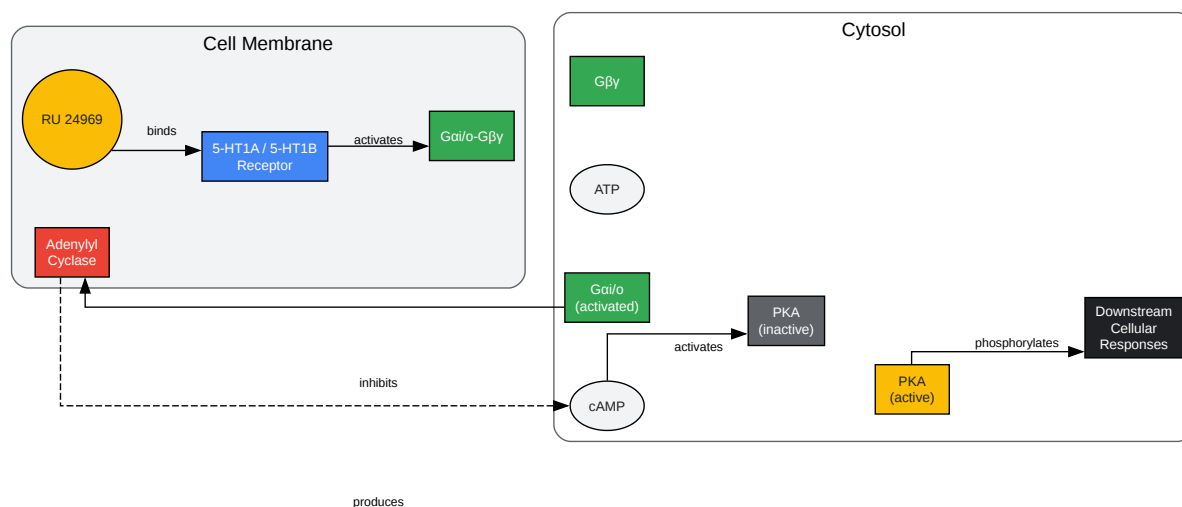 Cell Membrane
RU 24969
binds
5-HT1A / 5-HT1B
Receptor
activates
Gαi/o-Gβγ
Adenylyl
Cyclase
Cytosol
Gβγ
ATP
Gαi/o
(activated)
PKA
(inactive)
activates
cAMP
inhibits
PKA
(active)
phosphorylates
Downstream
Cellular
Responses
produces